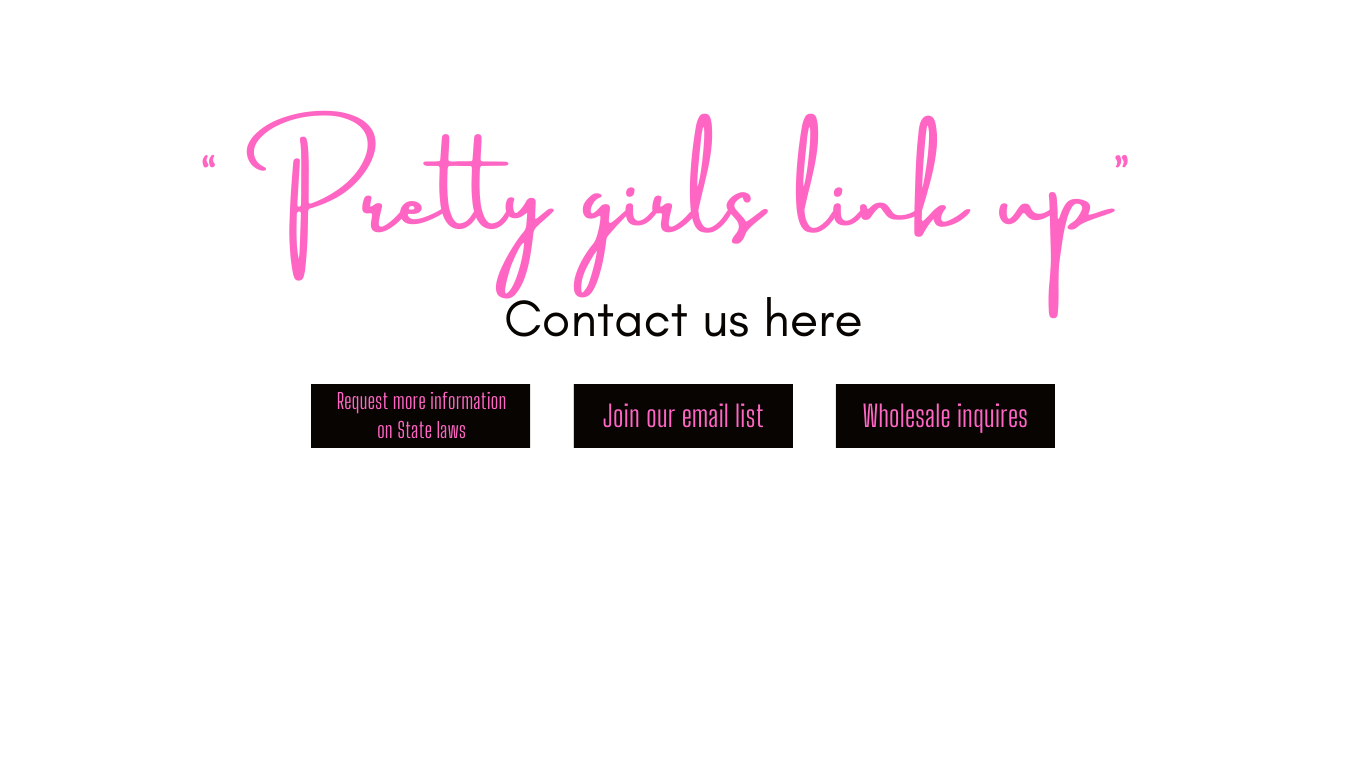 “ Pretty girls link up ”
Contact us here
Request more information
on State laws
Join our email list
Wholesale inquires